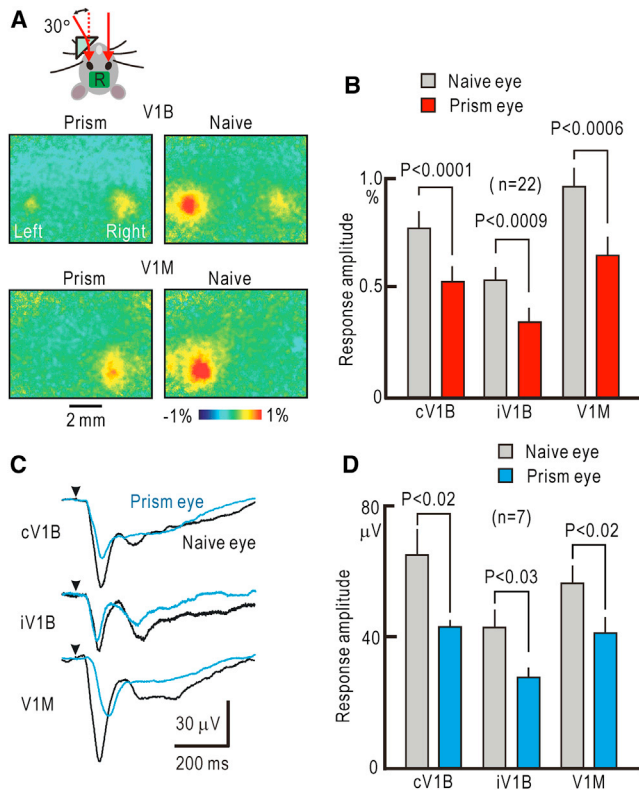 A
30°
R
V1B
Prism Naive
Left Right
V1M
Prism Naive
2 mm
-1% 1%
B
Naive eye
Prism eye
P<0.0006
P<0.0001
(n=22)
P<0.0009
1.0
%
0.5
0
Response amplitude
cV1B iV1B V1M
C
Prism eye
Naive eye
cV1B
iV1B
V1M
30 μV
200 ms
D
Naive eye
Prism eye
80
μV
40
0
P<0.02
(n=7)
P<0.02
P<0.03
Response amplitude
cV1B iV1B V1M